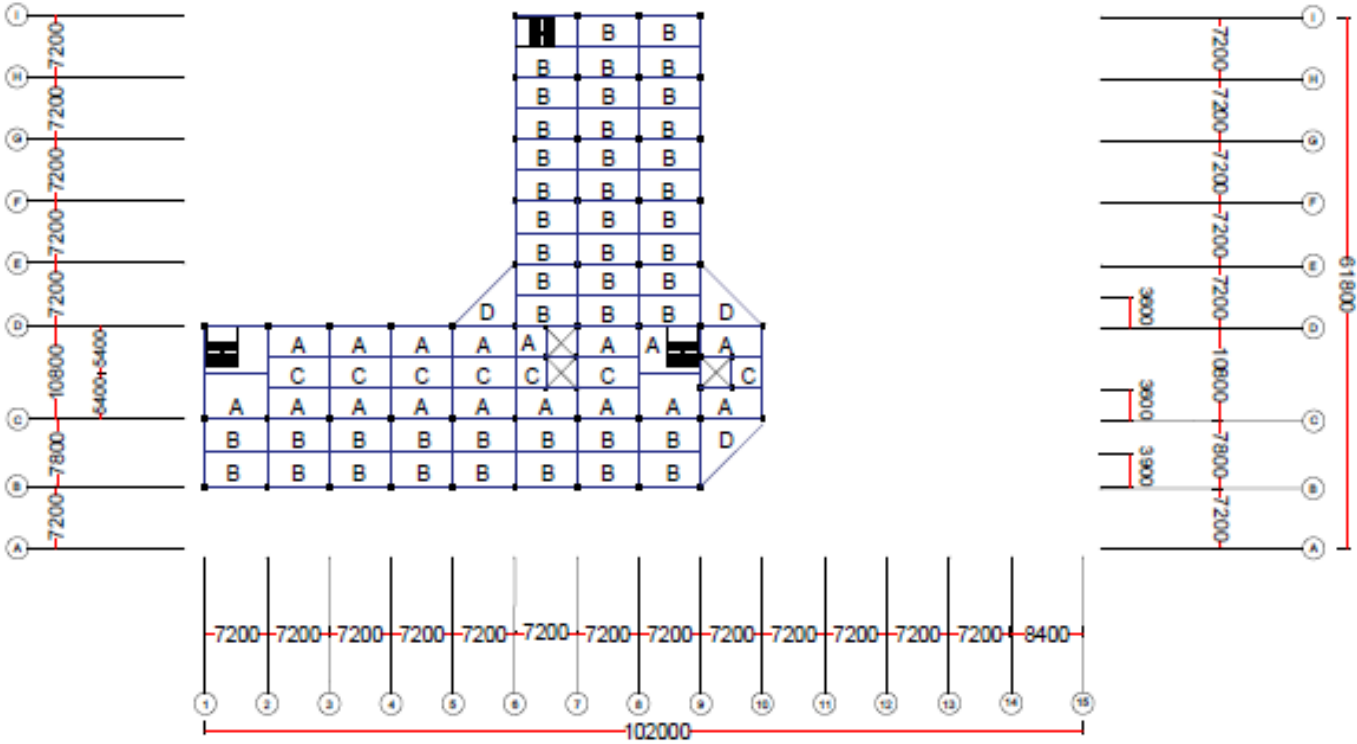 I I
7200 B B 7200
B B B
H H
7200 B B B 7200
B B B
G G
7200 B B B 7200
B B B
F F
7200 B B B 7200
B B B
E E
61800
7200 B B B 7200
3600
D B B B D
D D
A A A A A A A A
10800 5400 5400 10800
C C C C C C C
3600
A A A A A A A A A
C C
7800 B B B B B B B B D 7800
B B B B B B B B
3900
B B
7200 7200
A A
7200 7200 7200 7200 7200 7200 7200 7200 7200 7200 7200 7200 7200 8400
1 2 3 4 5 6 7 8 9 10 11 12 13 14 15
102000